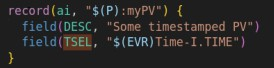 record(ai, "$(P):myPV") {
  field(DESC, "Some timestamped PV")
  field(TSEL, "$(EVR)Time-I.TIME")
}